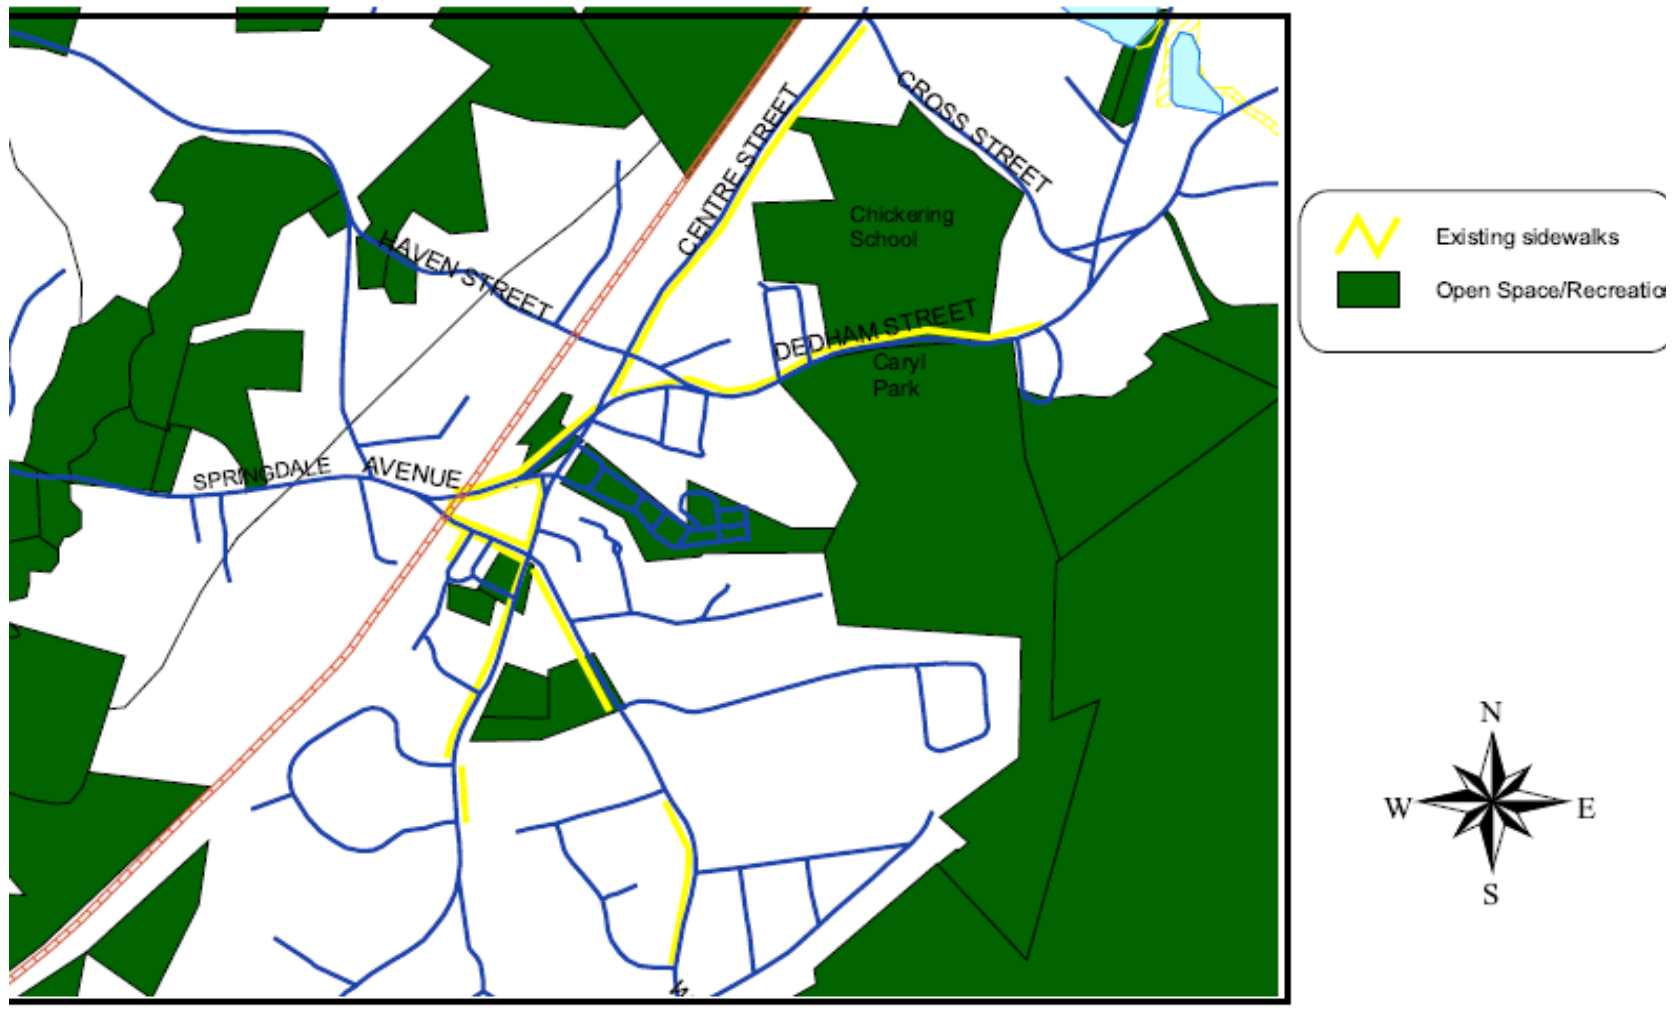 CROSS STREET
CENTRE STREET
Chickering
School
HAVEN STREET
DEDHAM STREET
Caryl
Park
SPRINGDALE AVENUE
Existing sidewalks
Open Space/Recreatio
N
W E
S